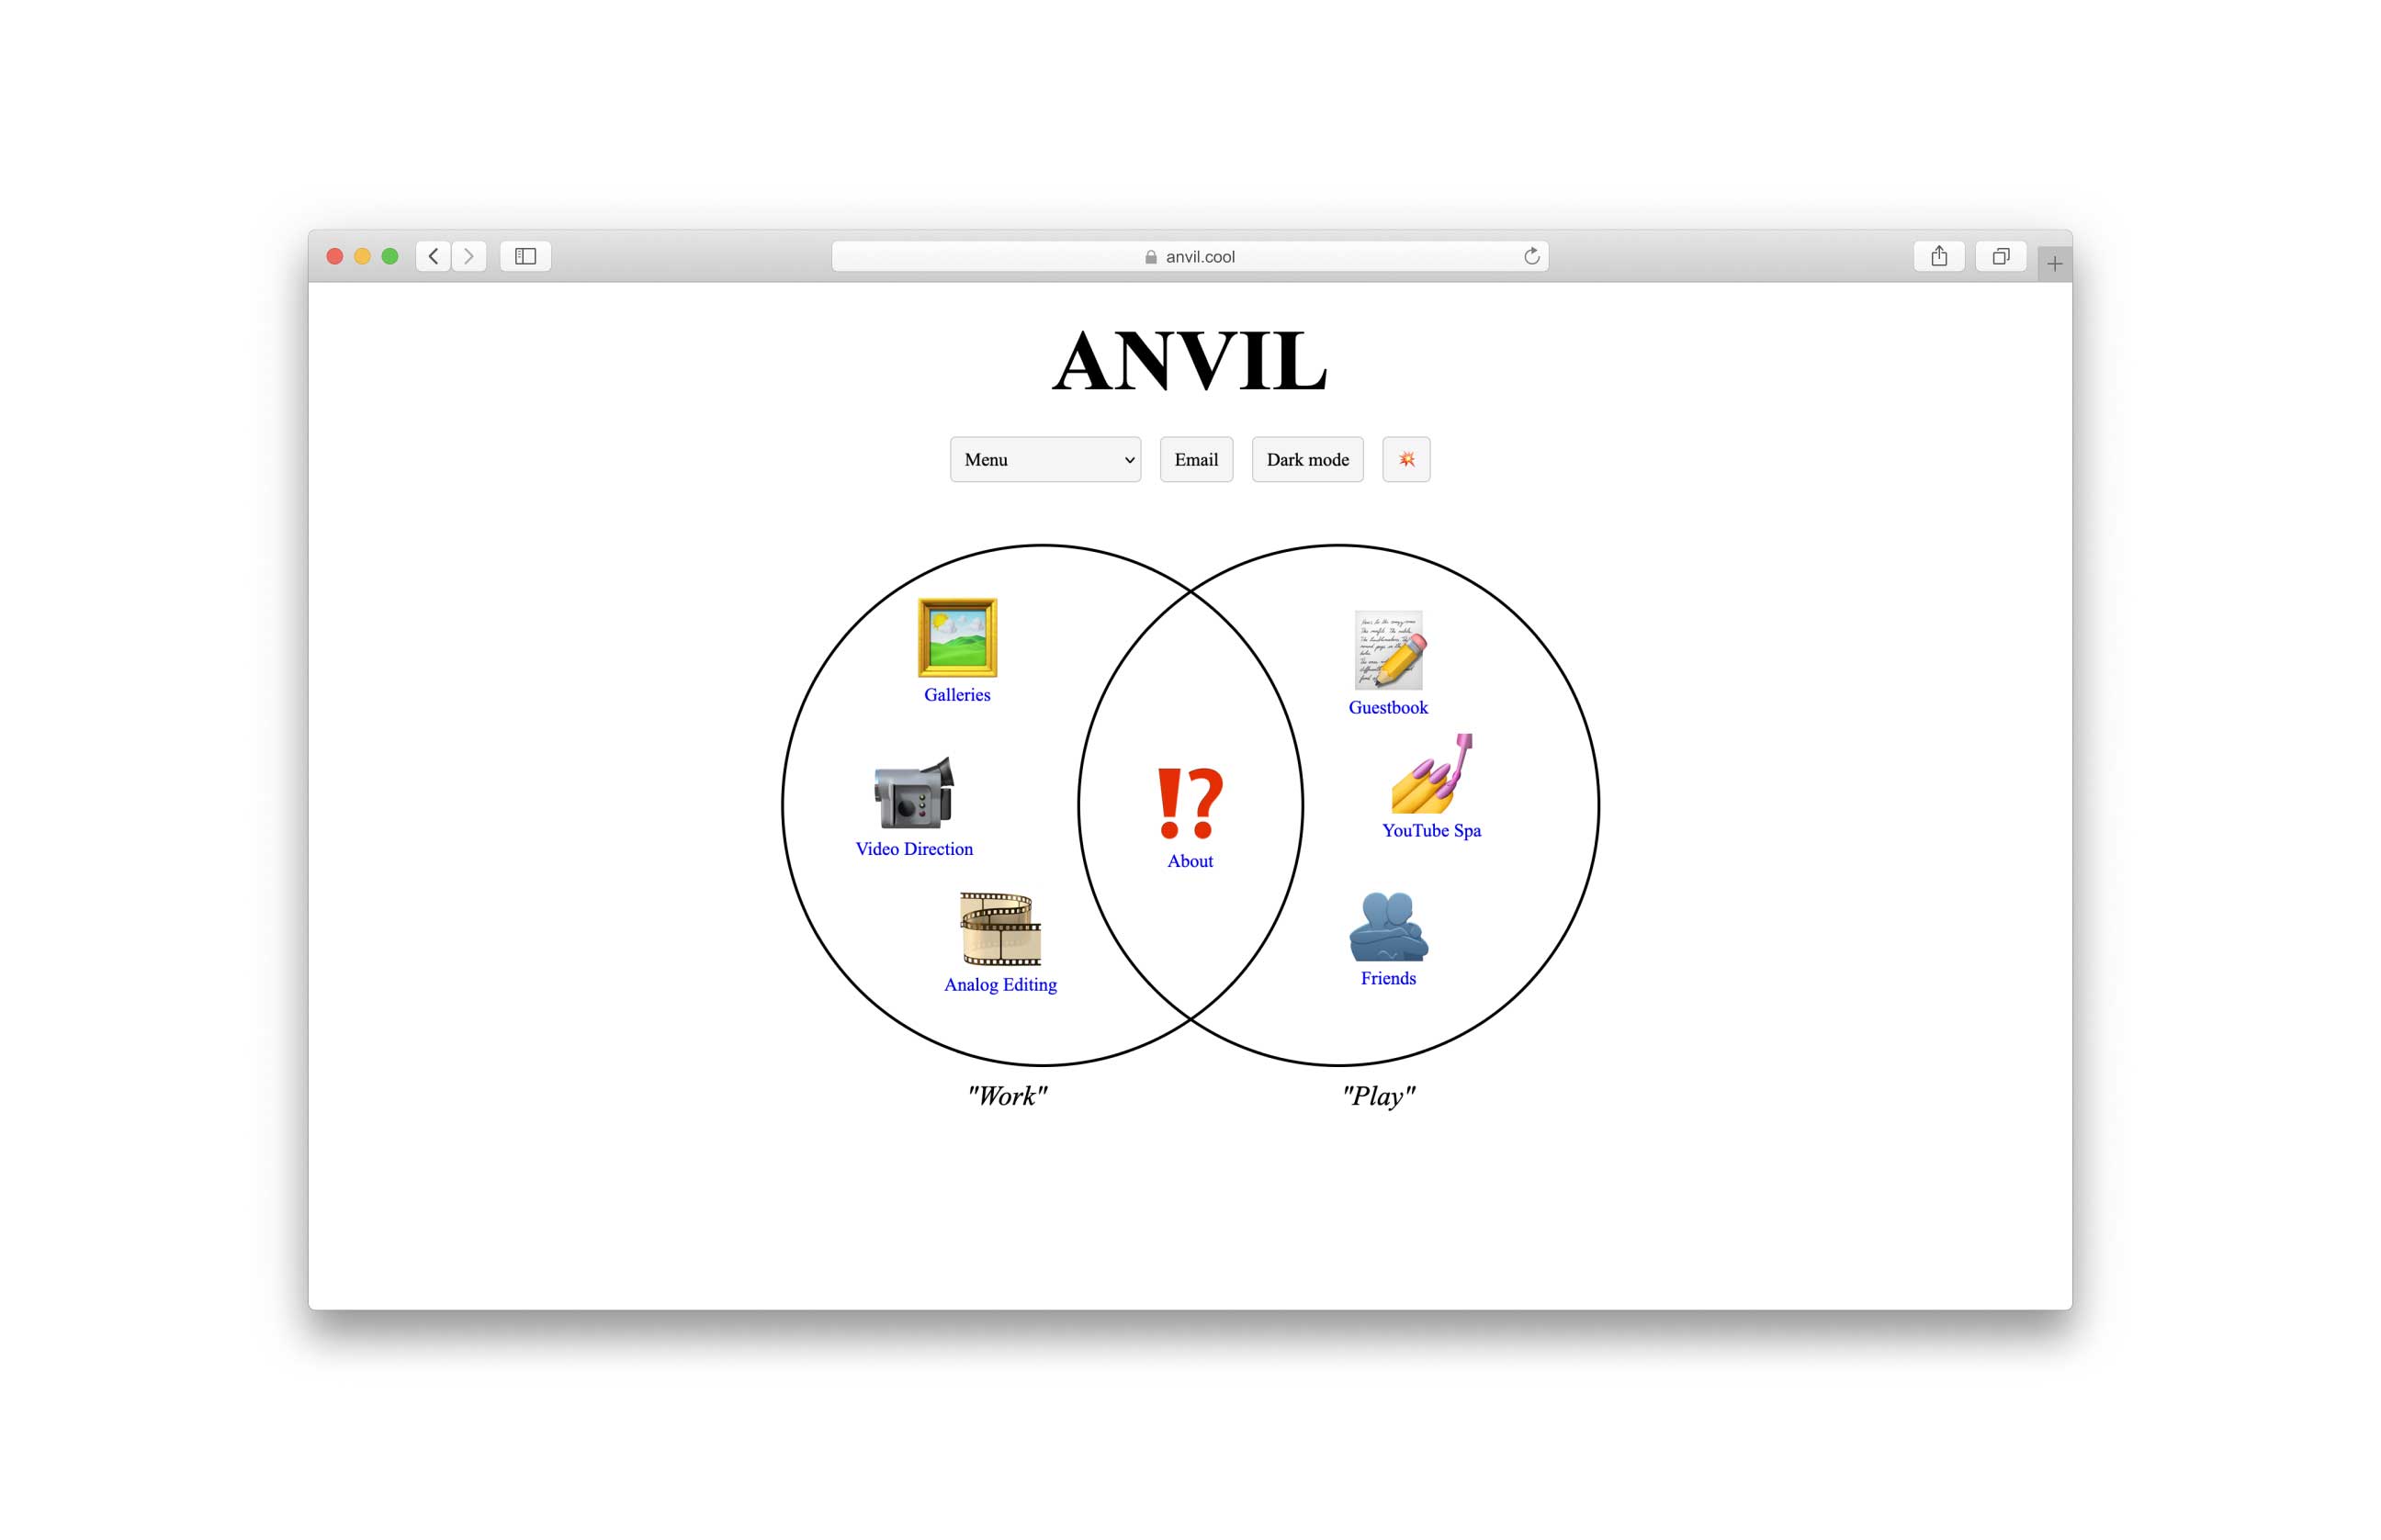 anvil.cool
ANVIL
Menu
Email
Dark mode
Galleries
Guestbook
Video Direction
YouTube Spa
!?
About
Analog Editing
Friends
"Work"
"Play"